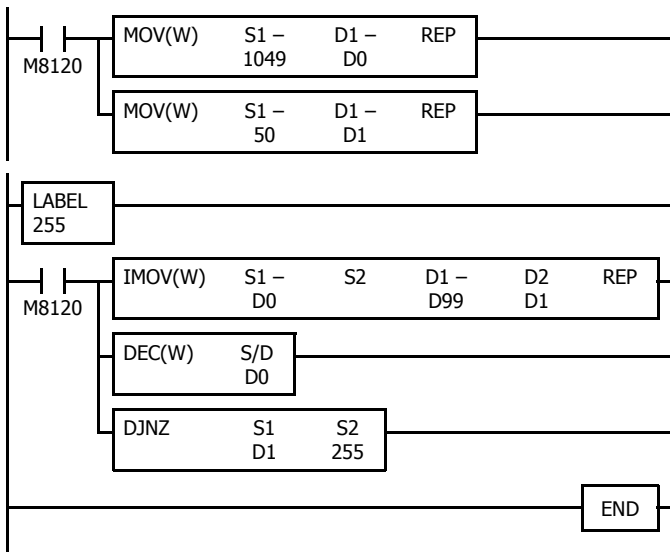 MOV(W) S1 – D1 – REP
M8120 1049 D0
MOV(W) S1 – D1 – REP
50 D1
LABEL
255
IMOV(W) S1 – S2 D1 – D2 REP
M8120 D0 D99 D1
DEC(W) S/D
D0
DJNZ S1 S2
D1 255
END